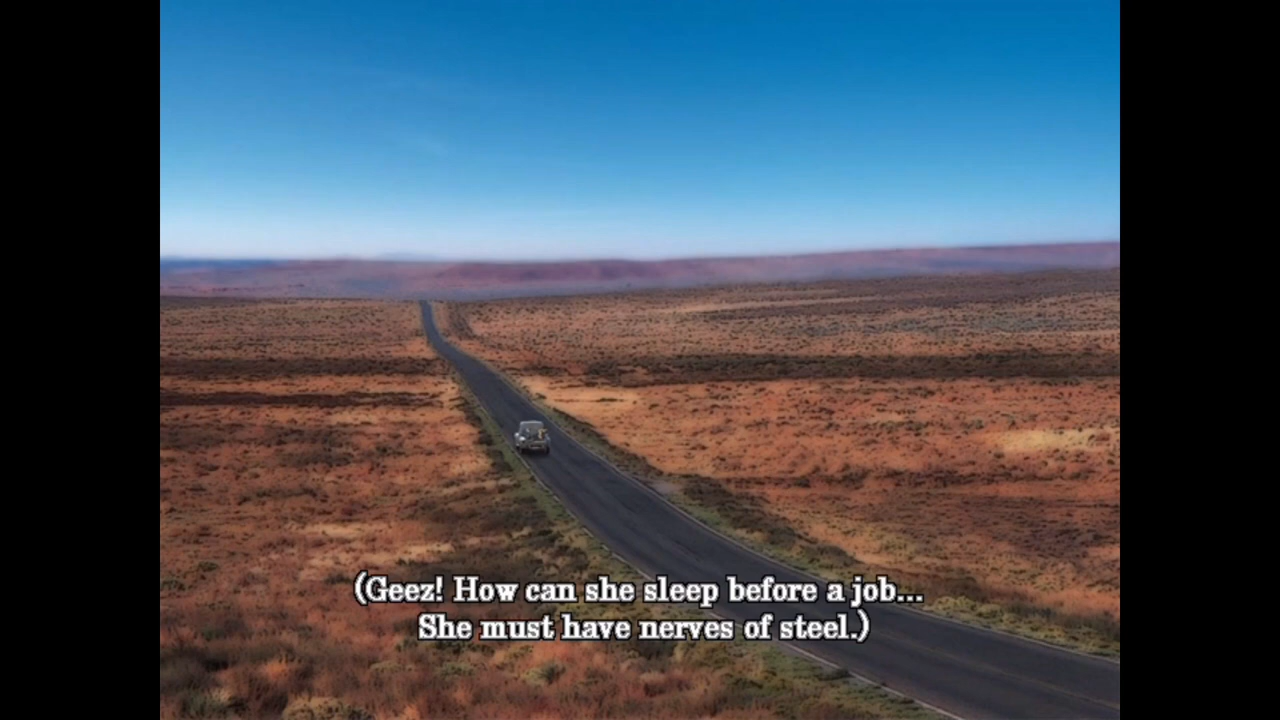 (Geez! How can she sleep before a job...
She must have nerves of steel.)